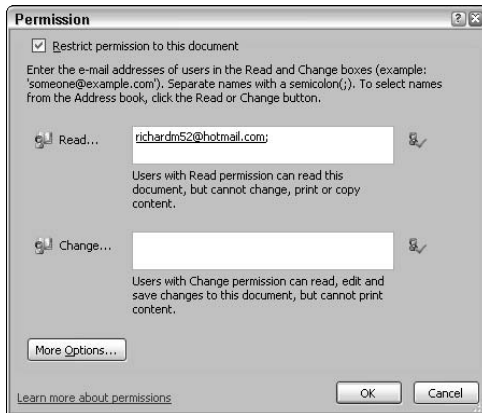 Permission
Restrict permission to this document
Enter the e-mail addresses of users in the Read and Change boxes (example:
'someone@example.com'). Separate names with a semicolon(;). To select names
from the Address book, click the Read or Change button.
Read...
richardm52@hotmail.com;
Users with Read permission can read this
document, but cannot change, print or copy
content.
Change...
Users with Change permission can read, edit and
save changes to this document, but cannot print
content.
More Options...
Learn more about permissions
OK
Cancel